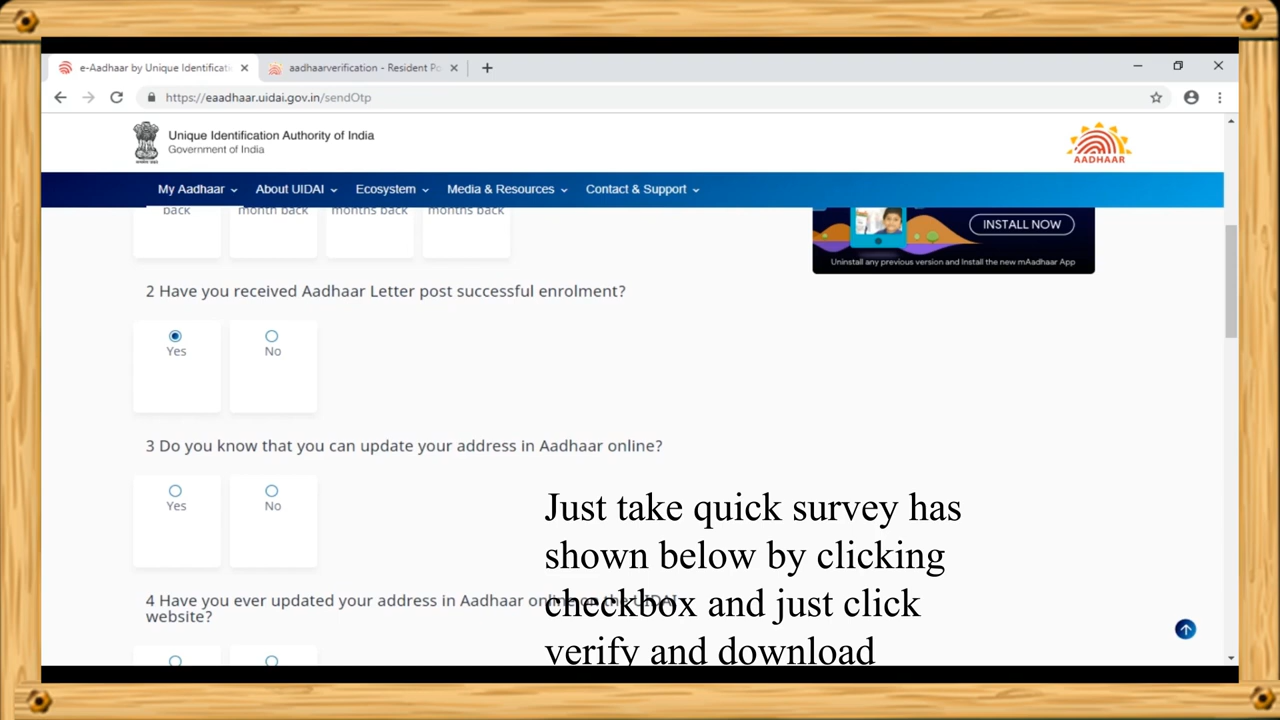 e-Aadhaar by Unique Identificati
aadhaarverification - Resident Po
https://eaadhaar.uidai.gov.in/sendOtp
Unique Identification Authority of India
Government of India
AADHAAR
My Aadhaar
About UIDAI
Ecosystem
Media & Resources
Contact & Support
back
month back
months back
months back
INSTALL NOW
Uninstall any previous version and Install the new mAadhaar App
2 Have you received Aadhaar Letter post successful enrolment?
Yes
No
3 Do you know that you can update your address in Aadhaar online?
Yes
No
4 Have you ever updated your address in Aadhaar online on the UIDAI
website?
Just take quick survey has
shown below by clicking
checkbox and just click
verify and download